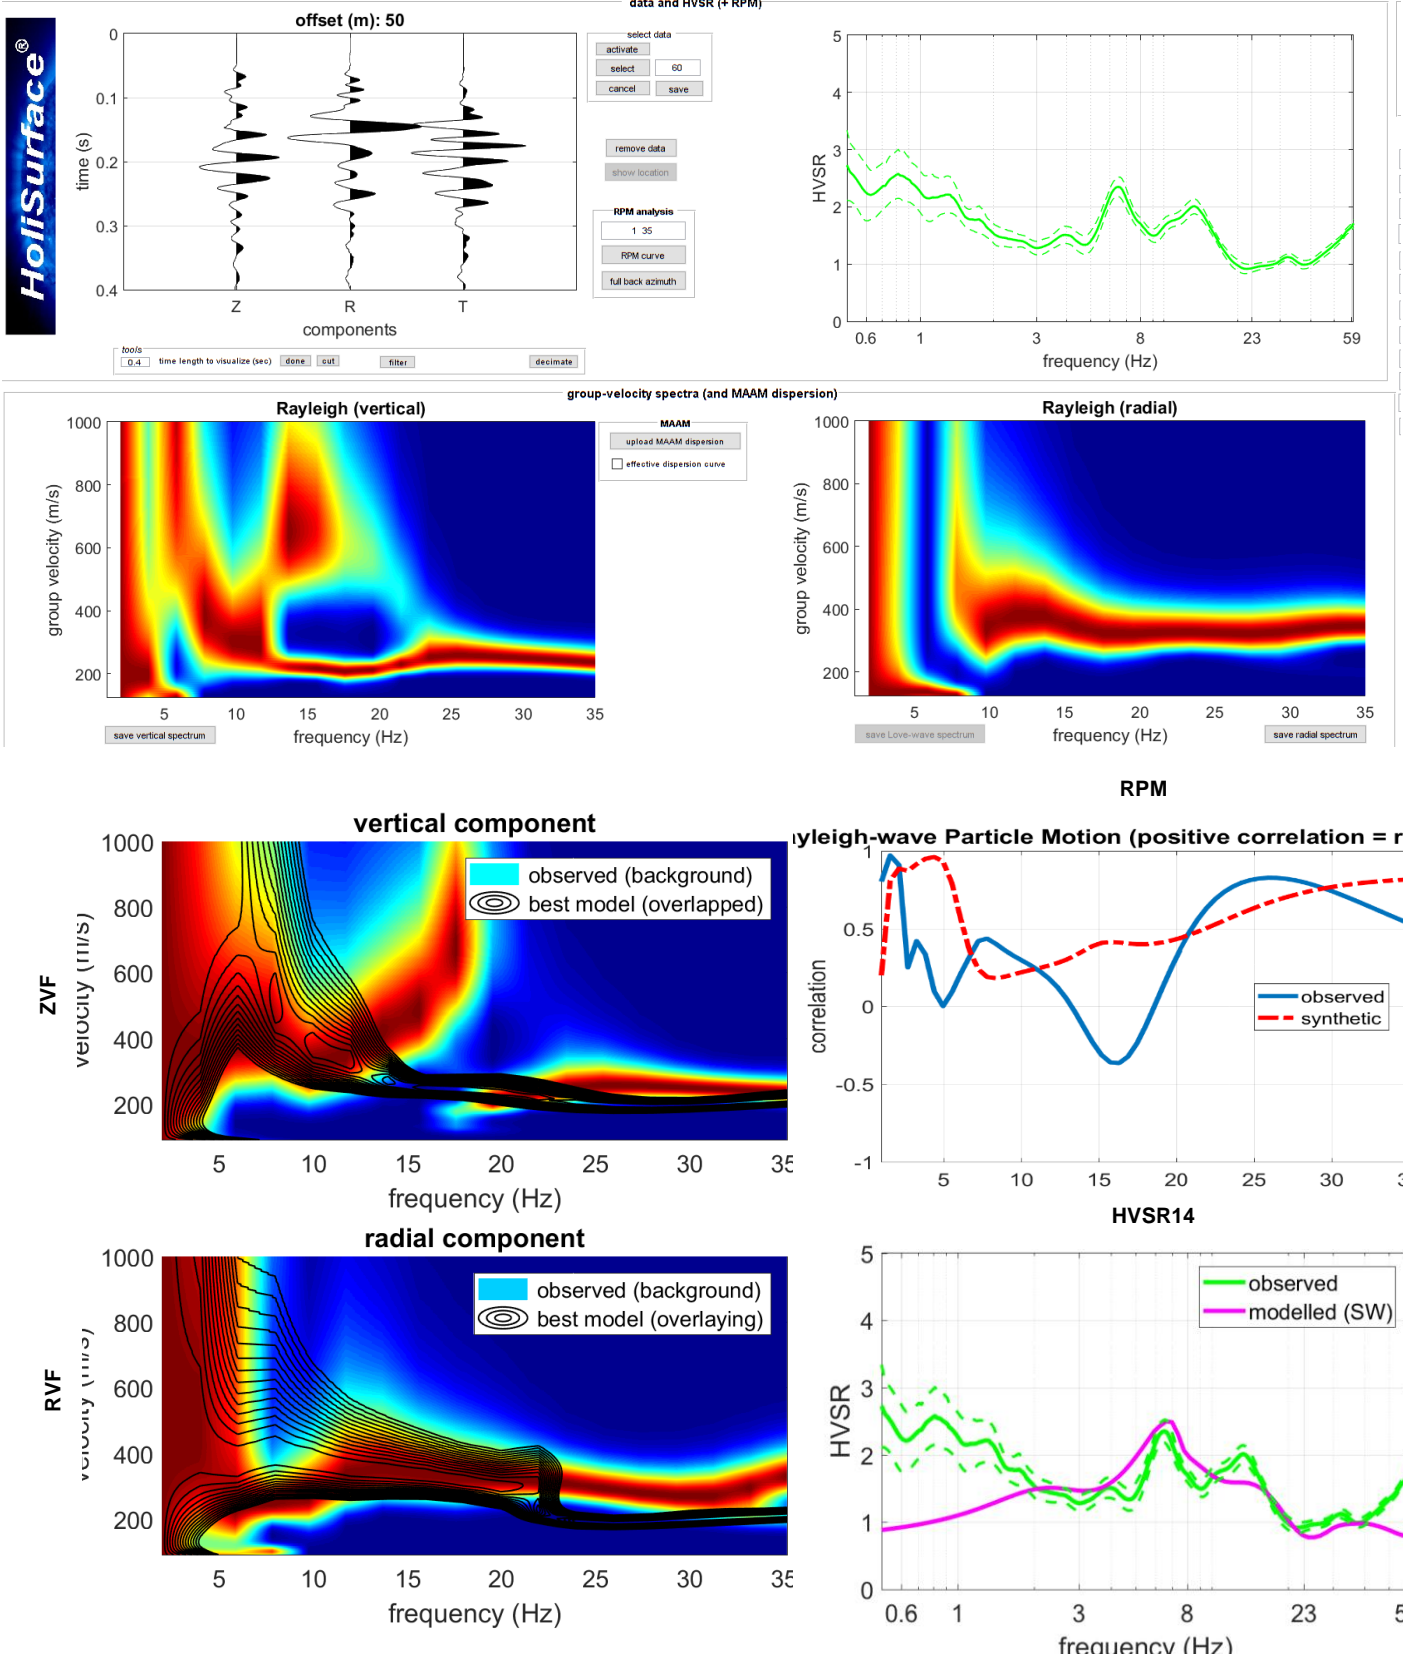 data and HVSR (+ RPM)
HoliSurface®
offset (m): 50
0
0.1
0.2
0.3
0.4
time (s)
Z R T
components
select data
activate
select 60
cancel save
remove data
show location
RPM analysis
1 35
RPM curve
full back azimuth
tools
0.4 time length to visualize (sec) done cut filter decimate
5
4
3
2
1
0
HVSR
0.6 1 3 8 23 59
frequency (Hz)
group-velocity spectra (and MAAM dispersion)
Rayleigh (vertical)
1000
800
600
400
200
group velocity (m/s)
5 10 15 20 25 30 35
frequency (Hz)
save vertical spectrum
MAAM
upload MAAM dispersion
effective dispersion curve
Rayleigh (radial)
1000
800
600
400
200
group velocity (m/s)
5 10 15 20 25 30 35
frequency (Hz)
save Love-wave spectrum
save radial spectrum
vertical component
ZVF
velocity (m/s)
1000
800
600
400
200
observed (background)
best model (overlapped)
5 10 15 20 25 30 35
frequency (Hz)
RPM
yleigh-wave Particle Motion (positive correlation = r
1
0.5
0
-0.5
-1
correlation
observed
synthetic
5 10 15 20 25 30 3
radial component
RVF
velocity (m/s)
1000
800
600
400
200
observed (background)
best model (overlaying)
5 10 15 20 25 30 35
frequency (Hz)
HVSR14
5
4
3
2
1
0
HVSR
observed
modelled (SW)
0.6 1 3 8 23 5
frequency (Hz)